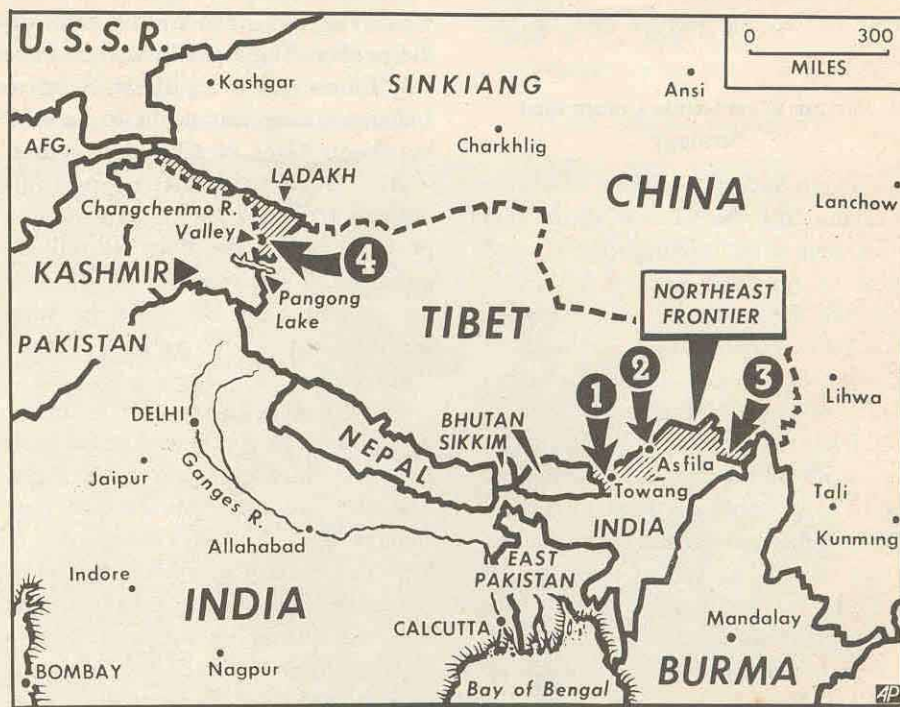 U.S.S.R.
Kashgar
SINKIANG
Ansi
0 300
MILES
AFG.
Charkhlig
LADAKH
CHINA
Changchenmo R.
Valley
Lanchow
KASHMIR
4
Pangong
Lake
NORTHEAST
FRONTIER
TIBET
PAKISTAN
1
2
3
Lihwa
DELHI
BHUTAN
SIKKIM
NEPAL
Asfila
Jaipur
Ganges R.
Towang
Tali
INDIA
Kunming
Allahabad
EAST
PAKISTAN
Indore
INDIA
CALCUTTA
Mandalay
BOMBAY
Nagpur
BURMA
Bay of Bengal
AP